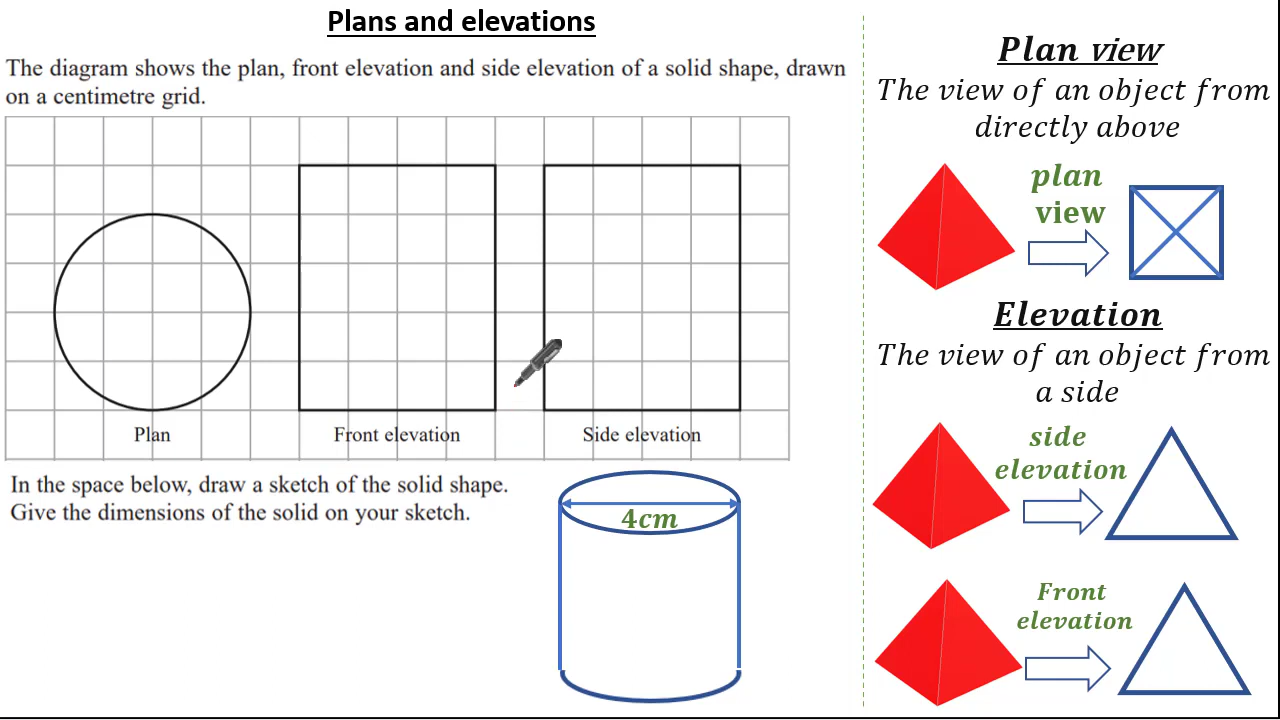 Plans and elevations
The diagram shows the plan, front elevation and side elevation of a solid shape, drawn
on a centimetre grid.
Plan
Front elevation
Side elevation
In the space below, draw a sketch of the solid shape.
Give the dimensions of the solid on your sketch.
4cm
Plan view
The view of an object from
directly above
plan
view
Elevation
The view of an object from
a side
side
elevation
Front
elevation